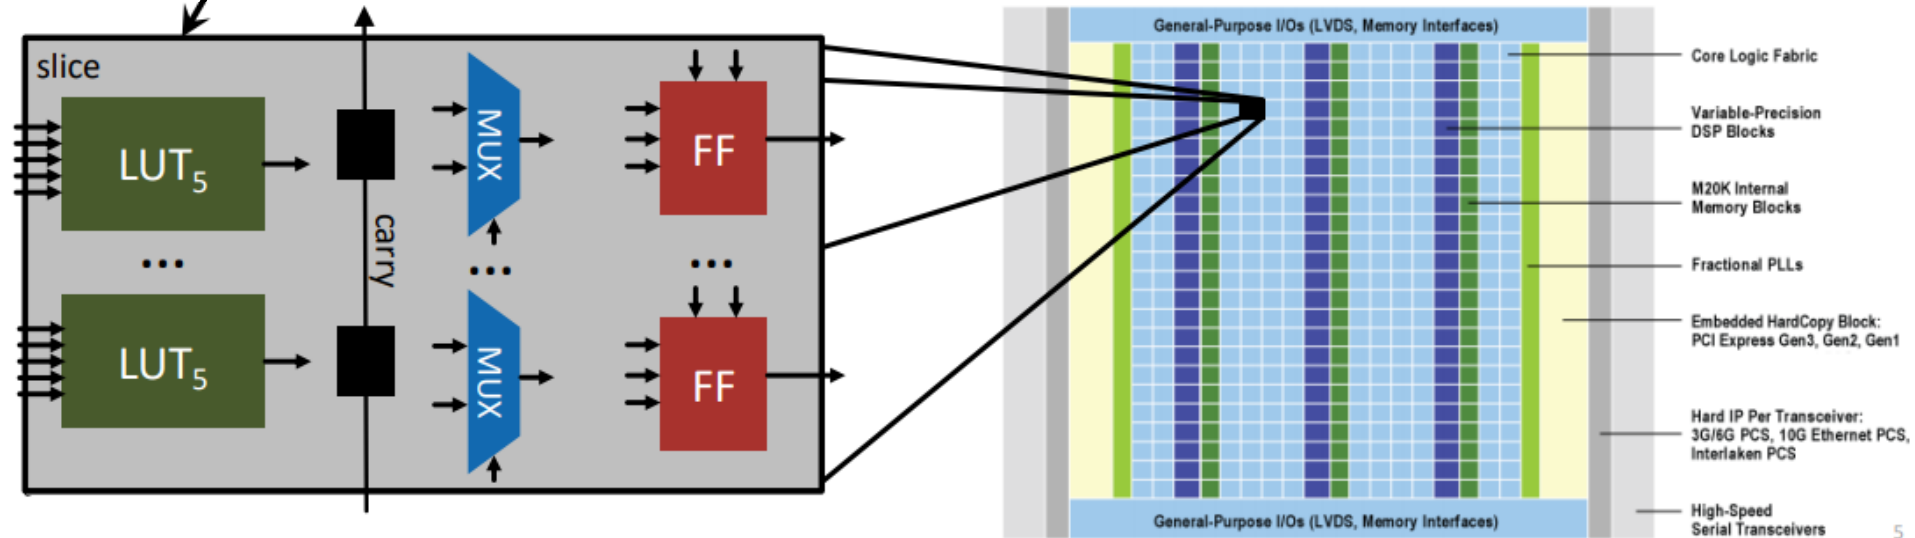 slice
LUT5
MUX
FF
...
carry
...
...
LUT5
MUX
FF
General-Purpose I/Os (LVDS, Memory Interfaces)
Core Logic Fabric
Variable-Precision
DSP Blocks
M20K Internal
Memory Blocks
Fractional PLLs
Embedded HardCopy Block:
PCI Express Gen3, Gen2, Gen1
Hard IP Per Transceiver:
3G/6G PCS, 10G Ethernet PCS,
Interlaken PCS
High-Speed
Serial Transceivers
General-Purpose I/Os (LVDS, Memory Interfaces)
5